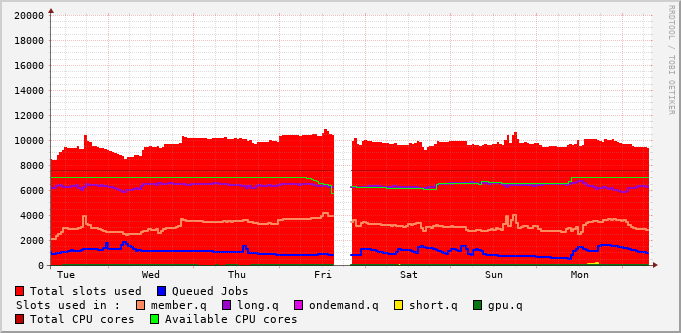 20000
18000
16000
14000
12000
10000
8000
6000
4000
2000
0
Tue Wed Thu Fri Sat Sun Mon
RRDTOOL / TOBI OETIKER
Total slots used Queued Jobs
Slots used in : member.q long.q ondemand.q short.q gpu.q
Total CPU cores Available CPU cores